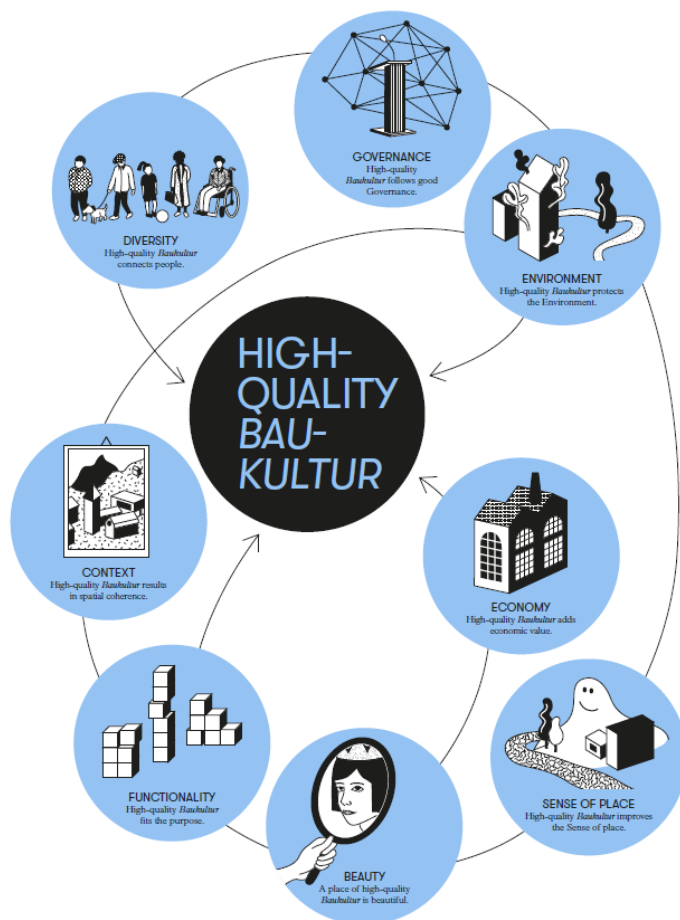 GOVERNANCE
High-quality
Baukultur follows good
Governance.
DIVERSITY
High-quality Baukultur
connects people.
ENVIRONMENT
High-quality Baukultur protects
the Environment.
HIGH-
QUALITY
BAU-
KULTUR
CONTEXT
High-quality Baukultur results
in spatial coherence.
ECONOMY
High-quality Baukultur adds
economic value.
FUNCTIONALITY
High-quality Baukultur
fits the purpose.
SENSE OF PLACE
High-quality Baukultur improves
the Sense of place.
BEAUTY
A place of high-quality
Baukultur is beautiful.